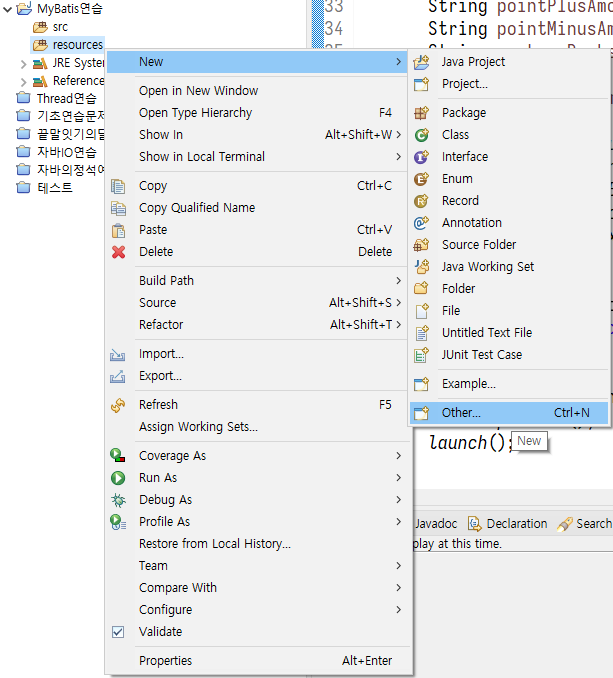 MyBatis연습
src
resources
JRE System
Reference
Thread연습
기초연습문제
끝말잇기의달
자바IO연습
자바의정석예
테스트
33 String pointPlusAmo
34 String pointMinusAm
35
New
Open in New Window
Open Type Hierarchy F4
Show In Alt+Shift+W
Show in Local Terminal
Copy Ctrl+C
Copy Qualified Name
Paste Ctrl+V
Delete Delete
Build Path
Source Alt+Shift+S
Refactor Alt+Shift+T
Import...
Export...
Refresh F5
Assign Working Sets...
Coverage As
Run As
Debug As
Profile As
Restore from Local History...
Team
Compare With
Configure
Validate
Properties Alt+Enter
Java Project
Project...
Package
Class
Interface
Enum
Record
Annotation
Source Folder
Java Working Set
Folder
File
Untitled Text File
JUnit Test Case
Example...
Other... Ctrl+N
launch();
New
Javadoc Declaration Search
play at this time.